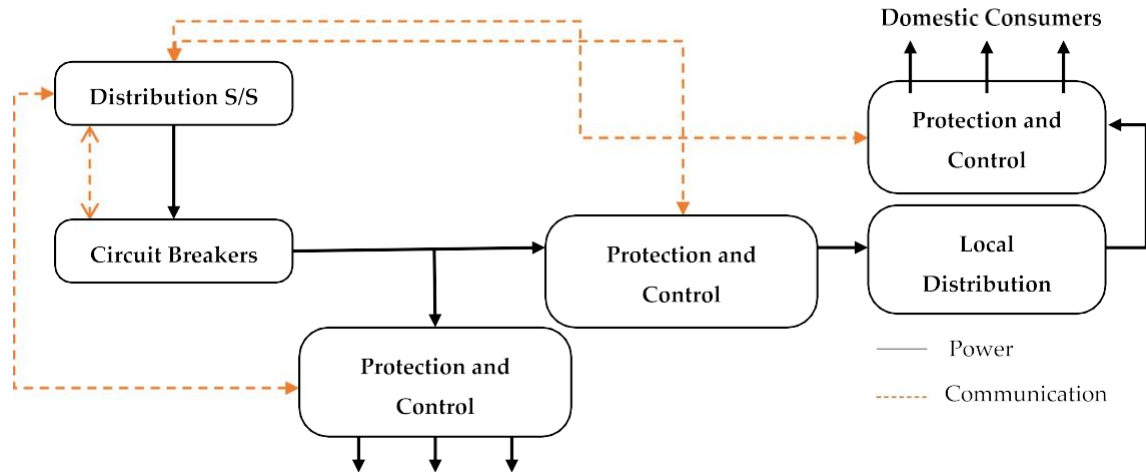 Domestic Consumers
Distribution S/S
Protection and
Control
Circuit Breakers
Protection and
Control
Local
Distribution
Protection and
Control
Power
Communication